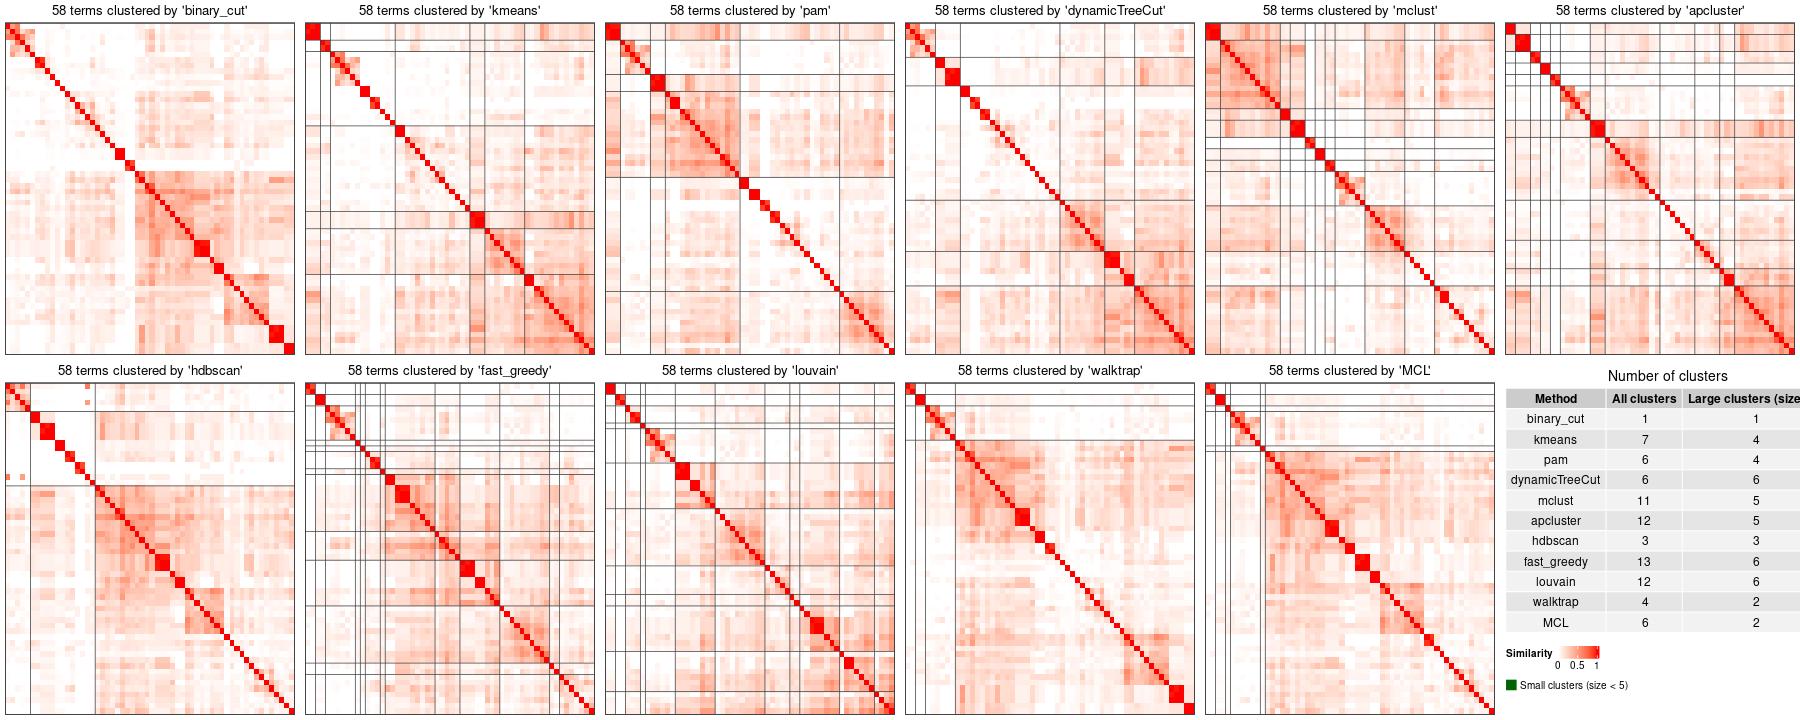 58 terms clustered by 'binary_cut'
58 terms clustered by 'kmeans'
58 terms clustered by 'pam'
58 terms clustered by 'dynamicTreeCut'
58 terms clustered by 'mclust'
58 terms clustered by 'apcluster'
58 terms clustered by 'hdbscan'
58 terms clustered by 'fast_greedy'
58 terms clustered by 'louvain'
58 terms clustered by 'walktrap'
58 terms clustered by 'MCL'
Number of clusters
Method All clusters Large clusters (size
binary_cut 1 1
kmeans 7 4
pam 6 4
dynamicTreeCut 6 6
mclust 11 5
apcluster 12 5
hdbscan 3 3
fast_greedy 13 6
louvain 12 6
walktrap 4 2
MCL 6 2
Similarity
0 0.5 1
Small clusters (size < 5)